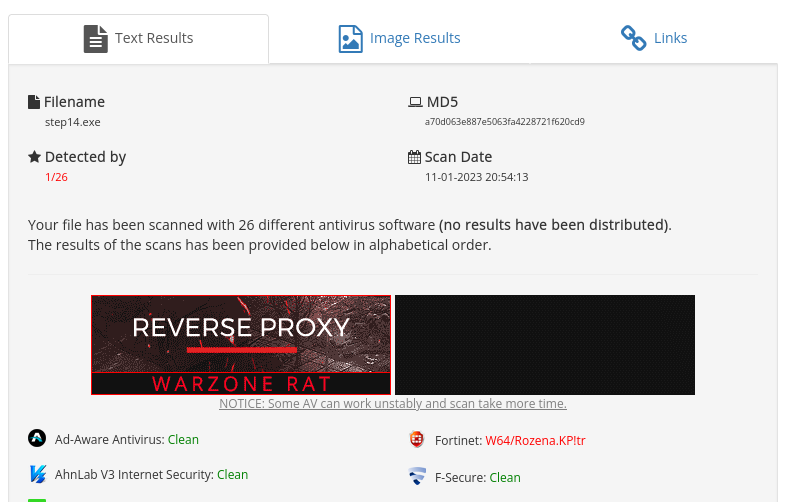 Text Results
Image Results
Links
Filename
step14.exe
MD5
a70d063e887e5063fa4228721f620cd9
Detected by
1/26
Scan Date
11-01-2023 20:54:13
Your file has been scanned with 26 different antivirus software (no results have been distributed).
The results of the scans has been provided below in alphabetical order.
REVERSE PROXY
WARZONE RAT
NOTICE: Some AV can work unstably and scan take more time.
Ad-Aware Antivirus: Clean
Fortinet: W64/Rozena.KP!tr
AhnLab V3 Internet Security: Clean
F-Secure: Clean